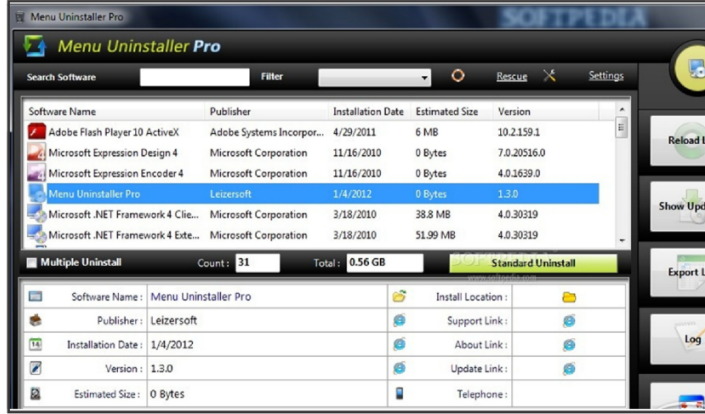 Menu Uninstaller Pro
SOFTPEDIA
Menu Uninstaller Pro
Search Software Filter Rescue Settings
Software Name Publisher Installation Date Estimated Size Version
Adobe Flash Player 10 ActiveX Adobe Systems Incorpor... 4/29/2011 6 MB 10.2.159.1
Microsoft Expression Design 4 Microsoft Corporation 11/16/2010 0 Bytes 7.0.20516.0
Microsoft Expression Encoder 4 Microsoft Corporation 11/16/2010 0 Bytes 4.0.1639.0
Menu Uninstaller Pro Leizersoft 1/4/2012 0 Bytes 1.3.0
Microsoft .NET Framework 4 Clie... Microsoft Corporation 3/18/2010 38.8 MB 4.0.30319
Microsoft .NET Framework 4 Exte... Microsoft Corporation 3/18/2010 51.99 MB 4.0.30319
Reload L
Show Upd
Export L
Log
Multiple Uninstall Count : 31 Total : 0.56 GB Standard Uninstall
SOFTPEDIA
www.softpedia.com
Software Name : Menu Uninstaller Pro Install Location :
Publisher : Leizersoft Support Link :
14 Installation Date : 1/4/2012 About Link :
Version : 1.3.0 Update Link :
Estimated Size : 0 Bytes Telephone :